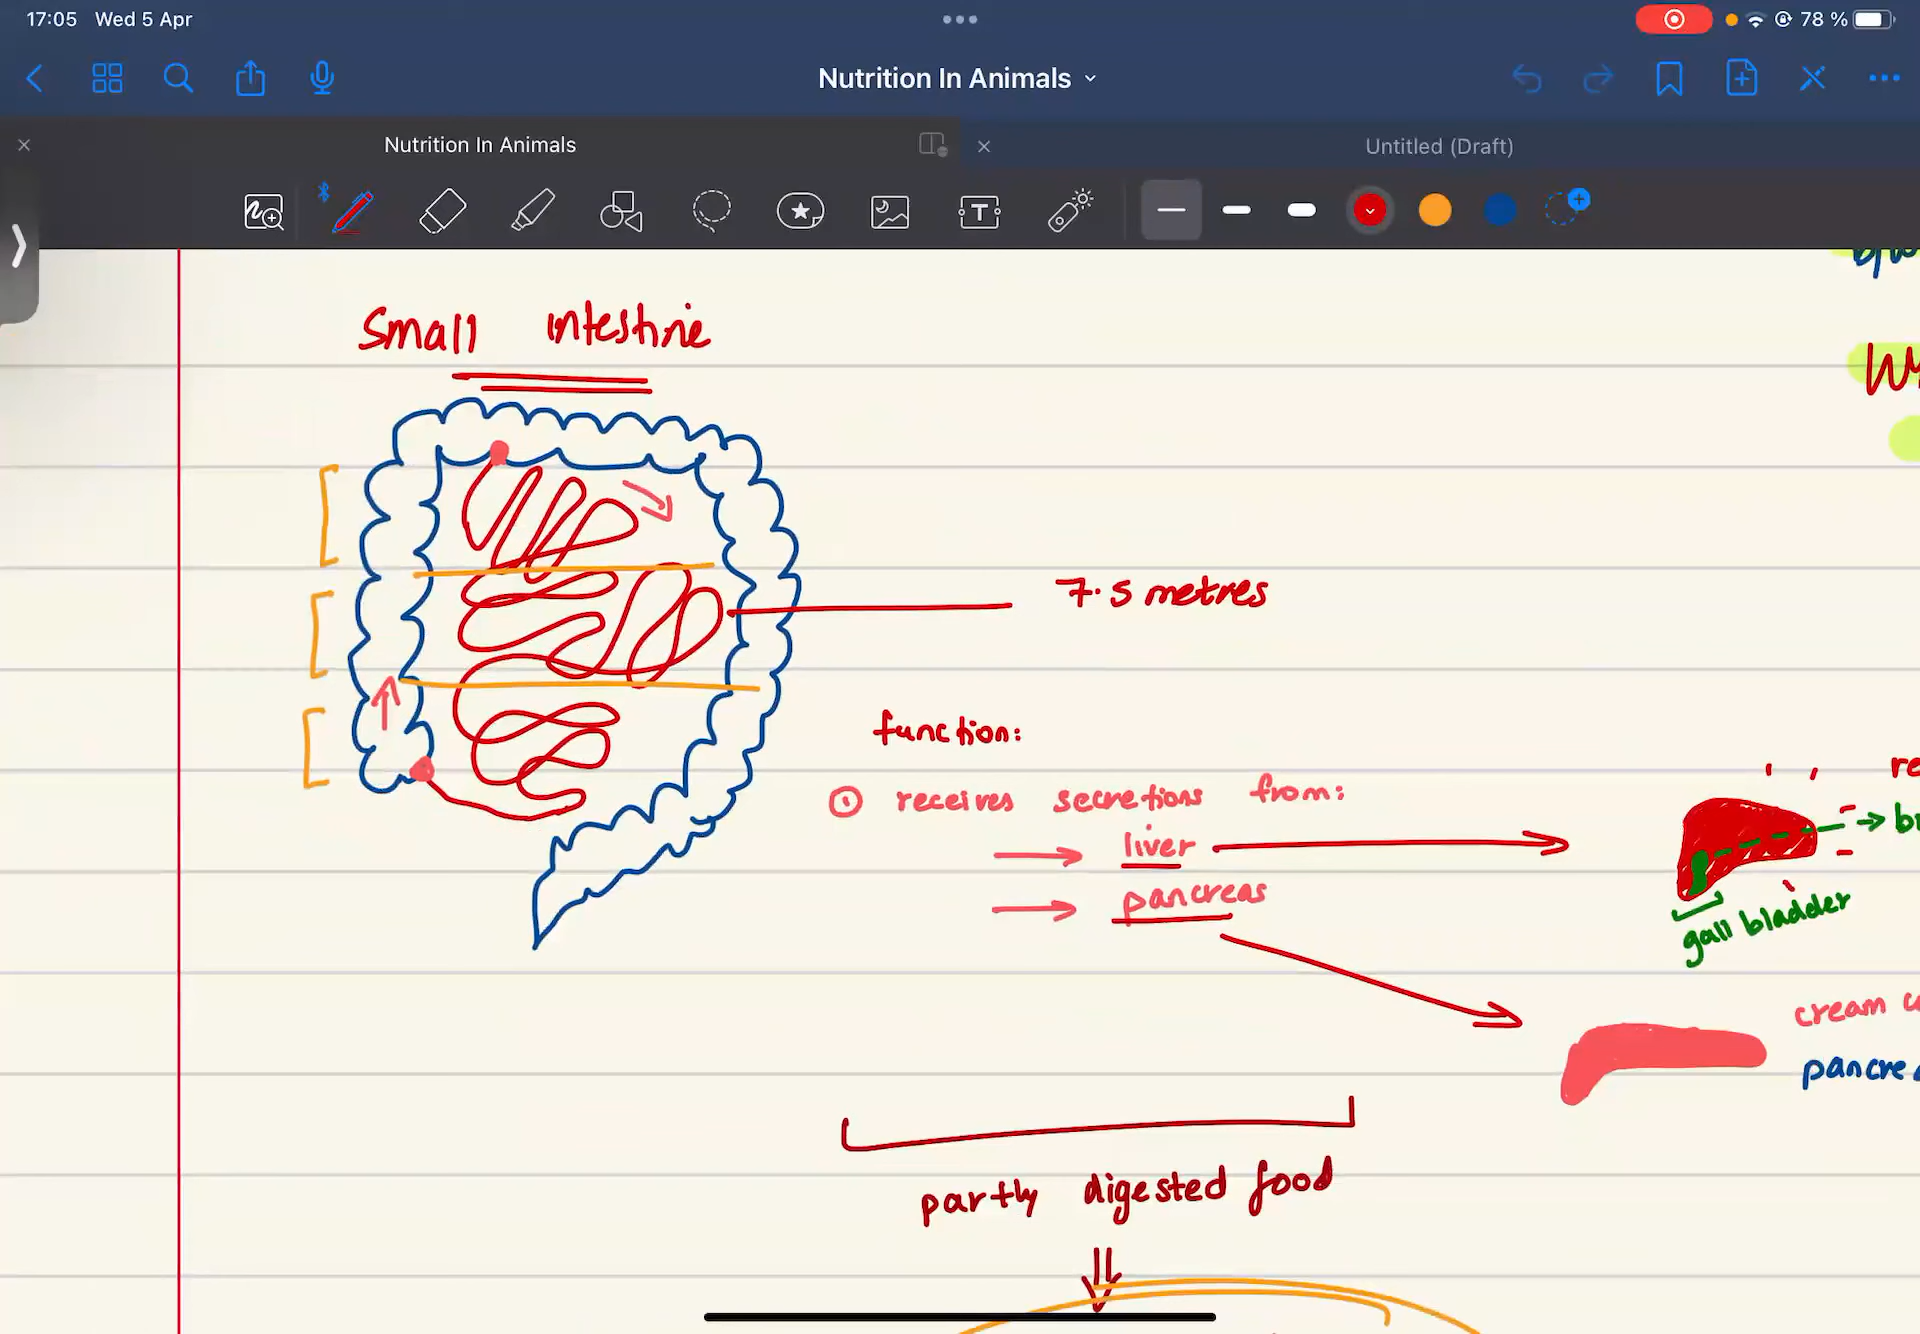 17:05 Wed 5 Apr
78 %
Nutrition In Animals
Nutrition In Animals
Untitled (Draft)
Small intestine
7.5 metres
function:
① receives secretions from:
→ liver →
→ pancreas
gall bladder
cream
pancre
partly digested food